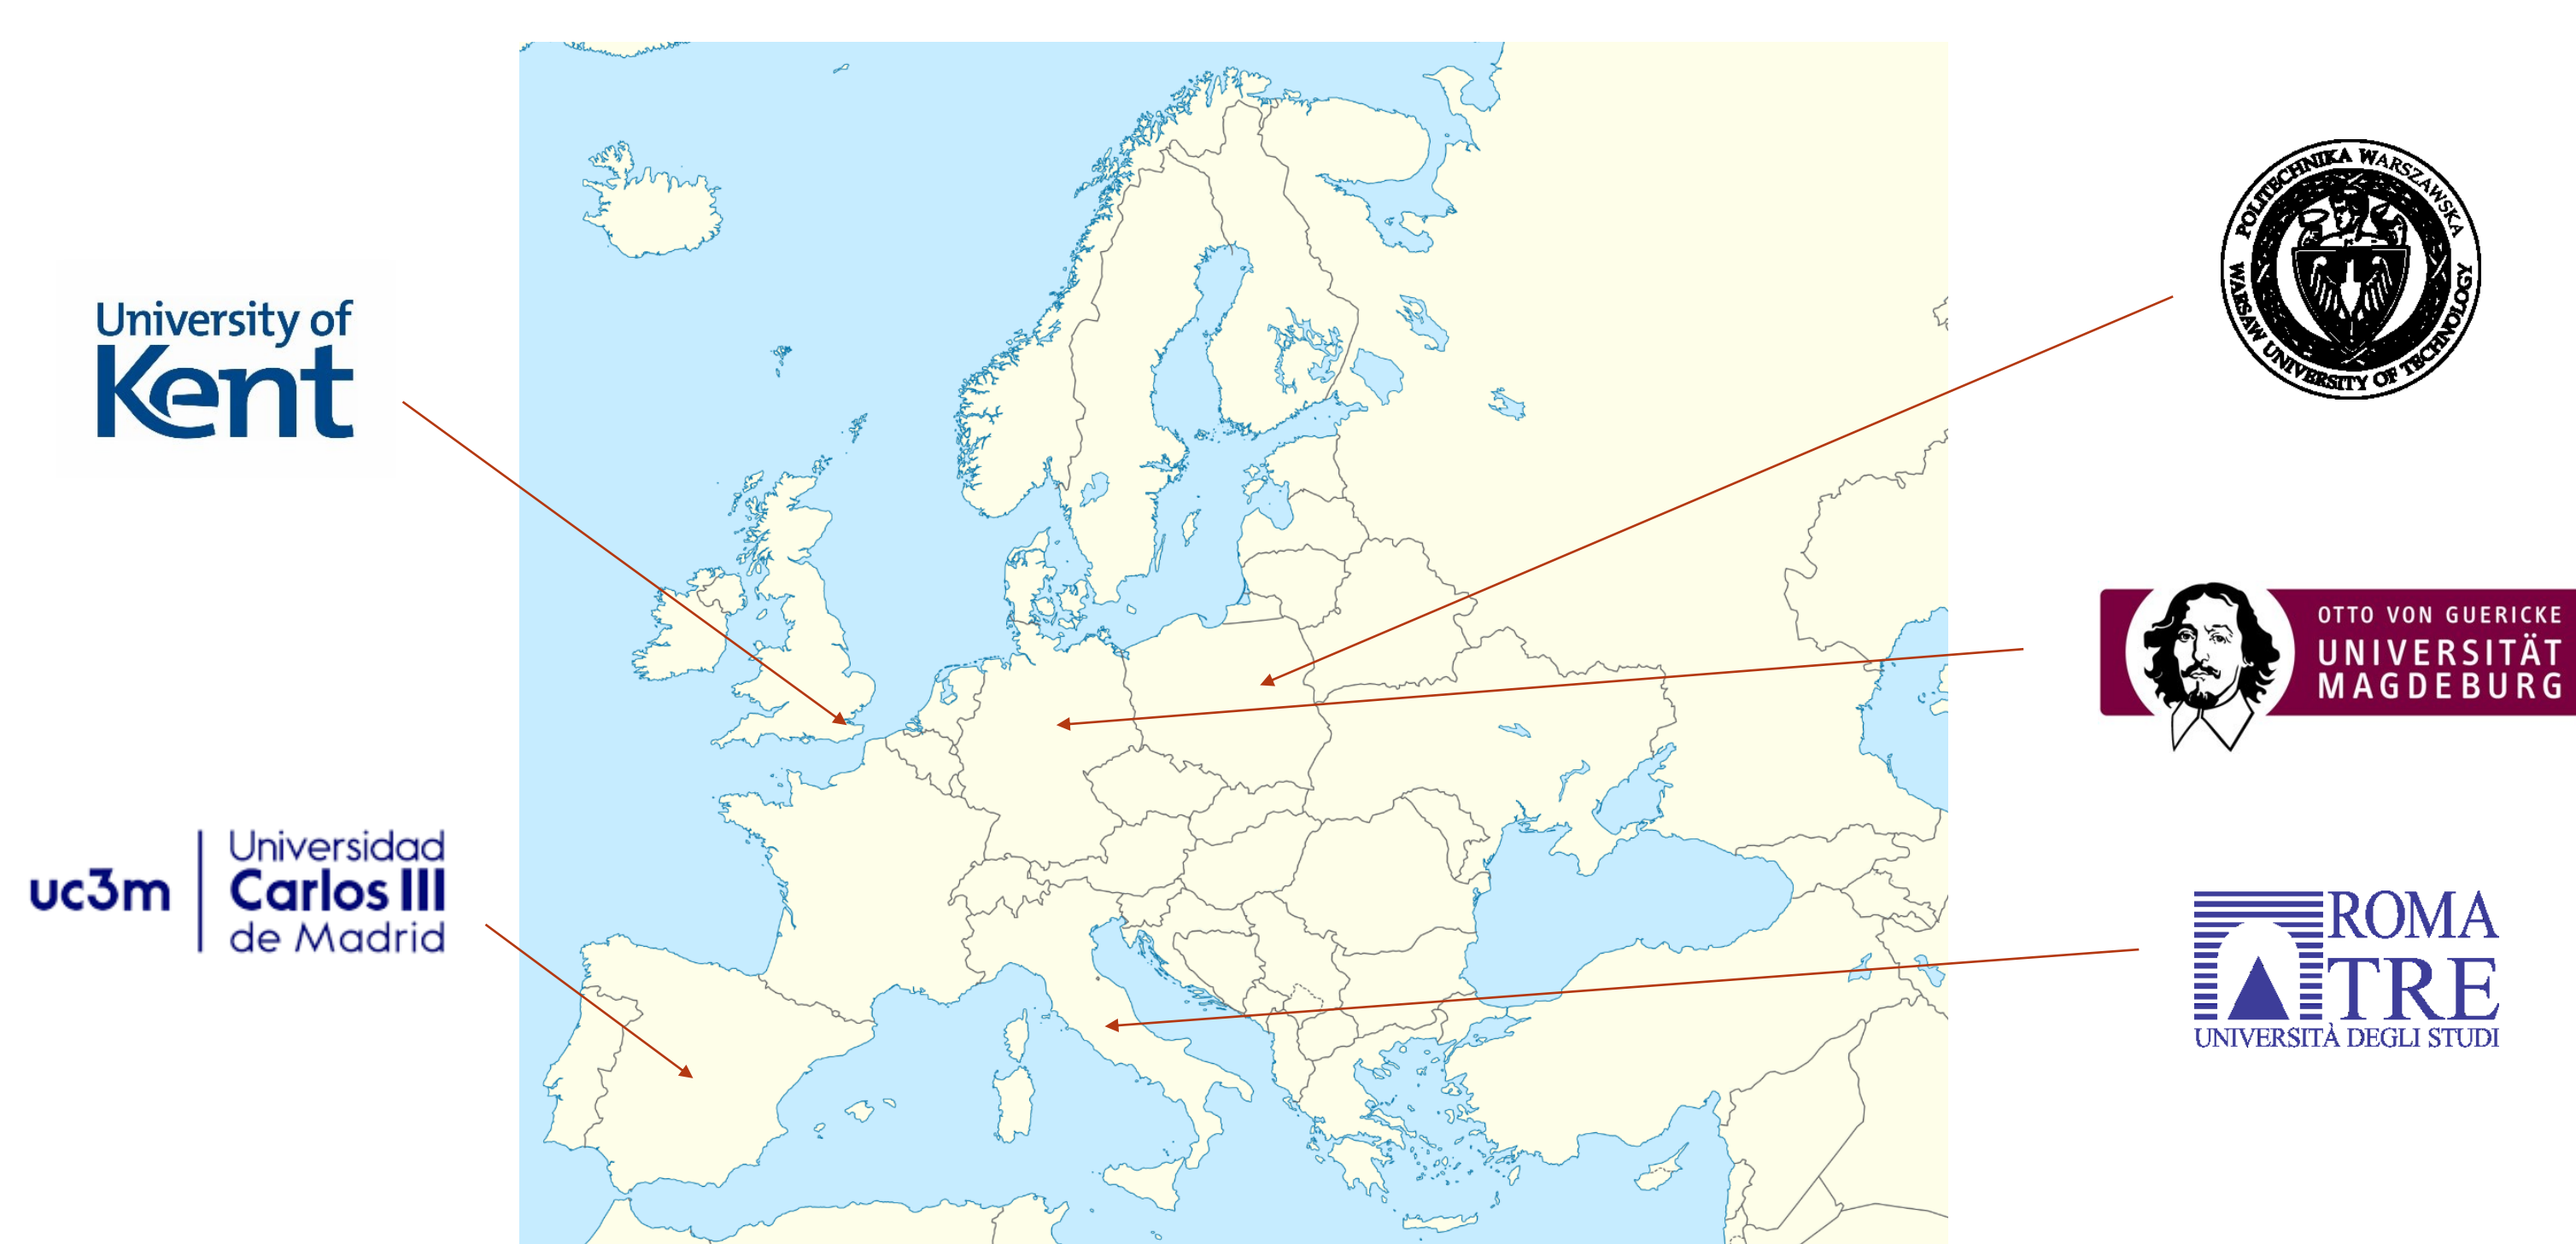 University of
Kent
uc3m
Universidad
Carlos III
de Madrid
POLITECHNIKA WARSZAWSKA
WARSAW UNIVERSITY OF TECHNOLOGY
OTTO VON GUERICKE
UNIVERSITÄT
MAGDEBURG
ROMA
TRE
UNIVERSITÀ DEGLI STUDI